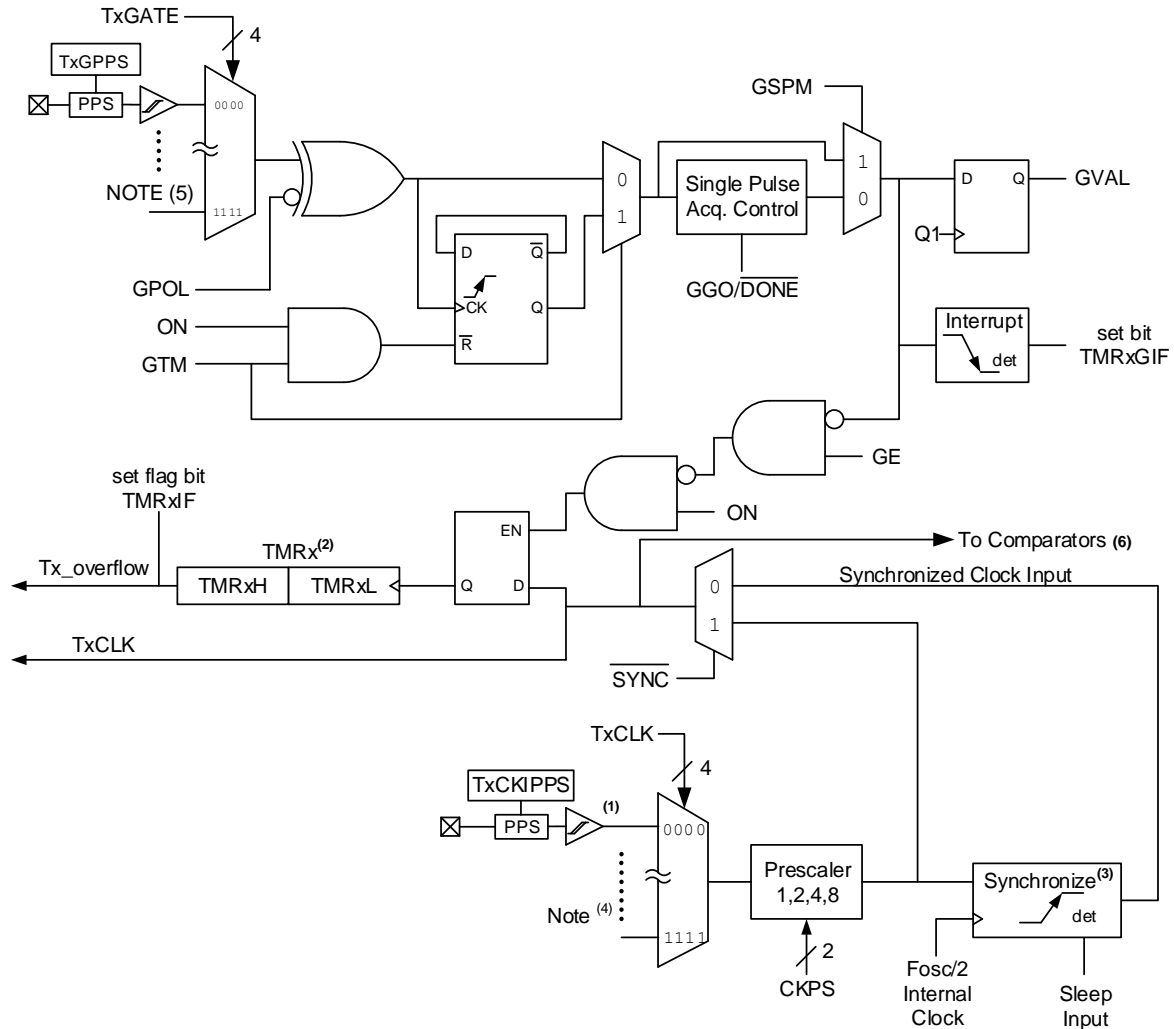 TxGATE
4
TxGPPS
PPS
0000
NOTE (5)
1111
GPOL
ON
GTM
D
Q
CK
Q
R
0
1
GSPM
Single Pulse
Acq. Control
GGO/DONE
1
0
D
Q
Q1
GVAL
Interrupt
det
set bit
TMRxGIF
GE
ON
set flag bit
TMRxIF
TMRx(2)
Tx_overflow
TMRxH
TMRxL
EN
Q
D
To Comparators (6)
Synchronized Clock Input
0
1
TxCLK
SYNC
TxCLK
4
TxCKIPPS
PPS
(1)
0000
Note (4)
1111
Prescaler
1,2,4,8
2
CKPS
Synchronize(3)
det
Fosc/2
Internal
Clock
Sleep
Input